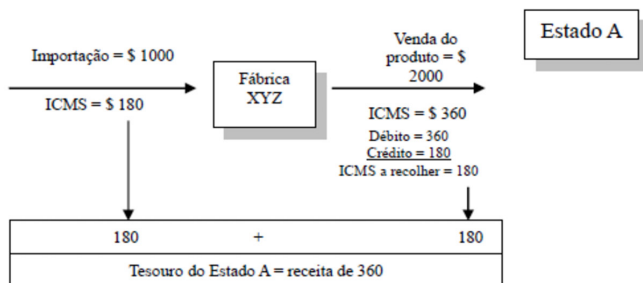 Importação = $ 1000
ICMS = $ 180
Fábrica
XYZ
Venda do
produto = $
2000
ICMS = $ 360
Débito = 360
Crédito = 180
ICMS a recolher = 180
Estado A
180 + 180
Tesouro do Estado A = receita de 360